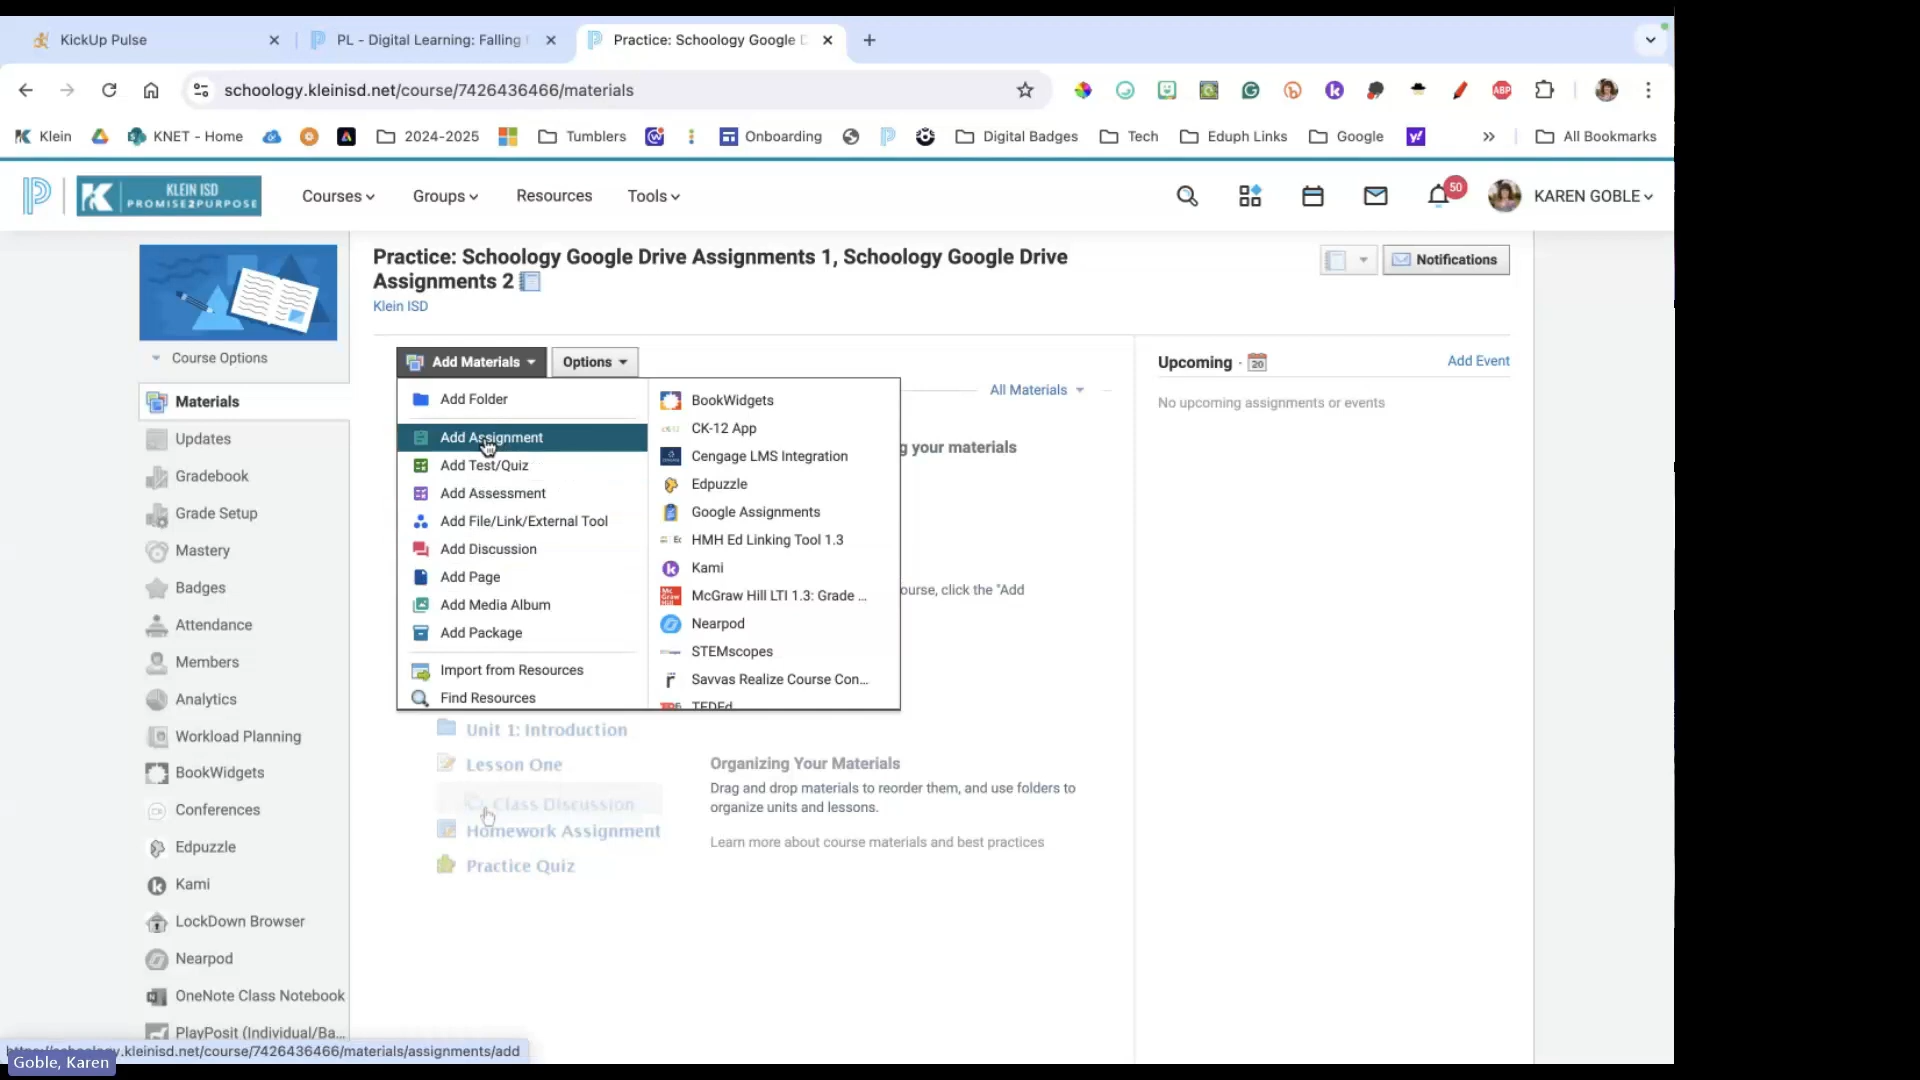 KickUp Pulse
PL - Digital Learning: Falling
Practice: Schoology Google D
schoology.kleinisd.net/course/7426436466/materials
ABP
Klein
KNET - Home
2024-2025
Tumblers
Onboarding
Digital Badges
Tech
Eduph Links
Google
All Bookmarks
KLEIN ISD
PROMISE2PURPOSE
Courses
Groups
Resources
Tools
50
KAREN GOBLE
Practice: Schoology Google Drive Assignments 1, Schoology Google Drive
Assignments 2
Klein ISD
Notifications
Course Options
Materials
Updates
Gradebook
Grade Setup
Mastery
Badges
Attendance
Members
Analytics
Workload Planning
BookWidgets
Conferences
Edpuzzle
Kami
LockDown Browser
Nearpod
OneNote Class Notebook
PlayPosit (Individual/Ba...
Add Materials
Options
All Materials
Add Folder
Add Assignment
Add Test/Quiz
Add Assessment
Add File/Link/External Tool
Add Discussion
Add Page
Add Media Album
Add Package
Import from Resources
Find Resources
BookWidgets
CK-12 App
Cengage LMS Integration
Edpuzzle
Google Assignments
HMH Ed Linking Tool 1.3
Kami
McGraw Hill LTI 1.3: Grade ...
Nearpod
STEMscopes
Savvas Realize Course Con...
TEDEd
g your materials
ourse, click the "Add
Unit 1: Introduction
Lesson One
Class Discussion
Homework Assignment
Practice Quiz
Organizing Your Materials
Drag and drop materials to reorder them, and use folders to
organize units and lessons.
Learn more about course materials and best practices
Upcoming
20
Add Event
No upcoming assignments or events
https://schoology.kleinisd.net/course/7426436466/materials/assignments/add
Goble, Karen